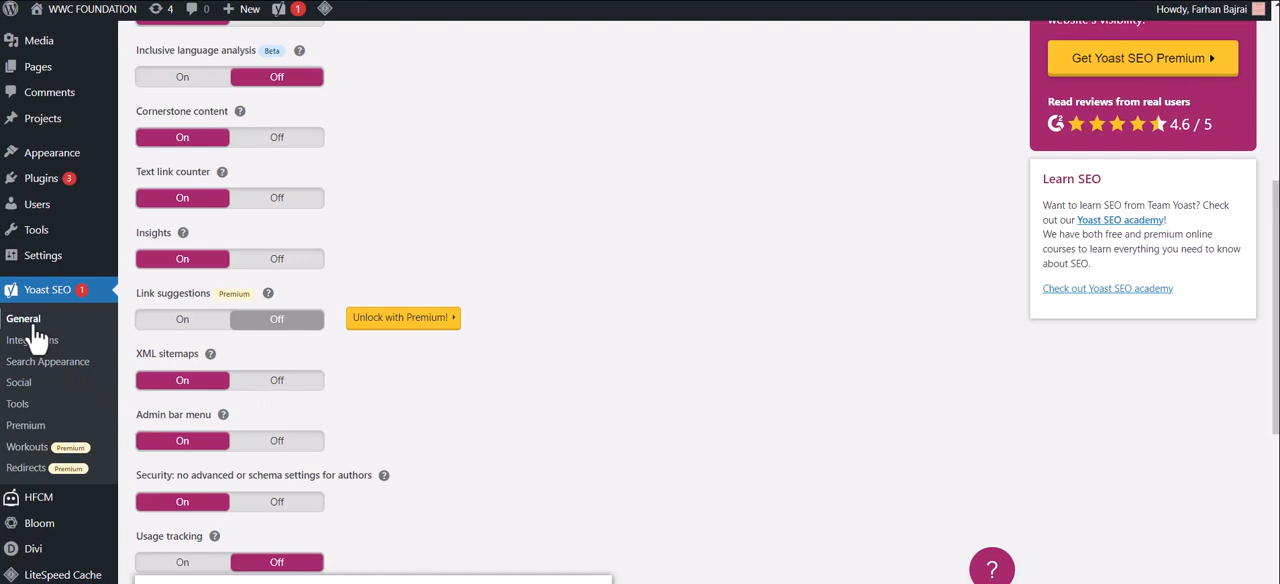 WWC FOUNDATION
4
0
New
1
Howdy, Farhan Bajrai
Media
Pages
Comments
Projects
Appearance
Plugins 3
Users
Tools
Settings
Yoast SEO 1
General
Search Appearance
Social
Tools
Premium
Workouts Premium
Redirects Premium
HFCM
Bloom
Divi
LiteSpeed Cache
Inclusive language analysis Beta ?
On Off
Cornerstone content ?
On Off
Text link counter ?
On Off
Insights ?
On Off
Link suggestions Premium ?
On Off
Unlock with Premium!
XML sitemaps ?
On Off
Admin bar menu ?
On Off
Security: no advanced or schema settings for authors ?
On Off
Usage tracking ?
On Off
website's visibility.
Get Yoast SEO Premium
Read reviews from real users
4.6 / 5
Learn SEO
Want to learn SEO from Team Yoast? Check
out our Yoast SEO academy!
We have both free and premium online
courses to learn everything you need to know
about SEO.
Check out Yoast SEO academy
?